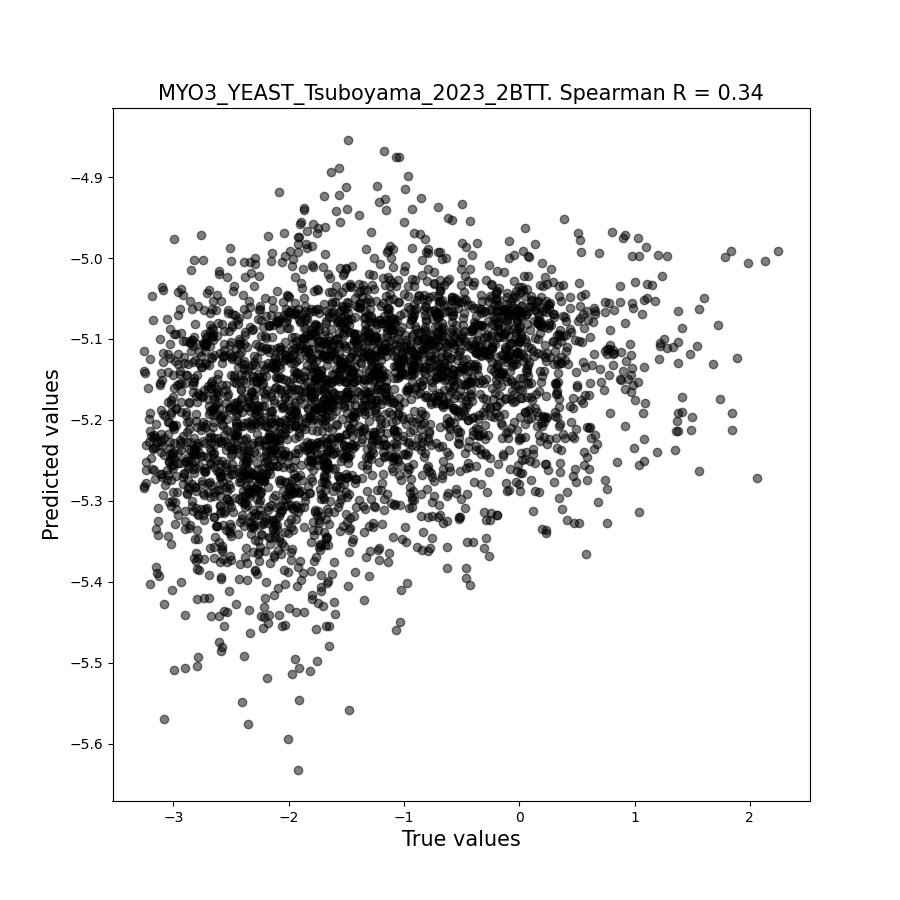 MYO3_YEAST_Tsuboyama_2023_2BTT. Spearman R = 0.34
−4.9
−5.0
−5.1
−5.2
−5.3
−5.4
−5.5
−5.6
Predicted values
−3 −2 −1 0 1 2
True values